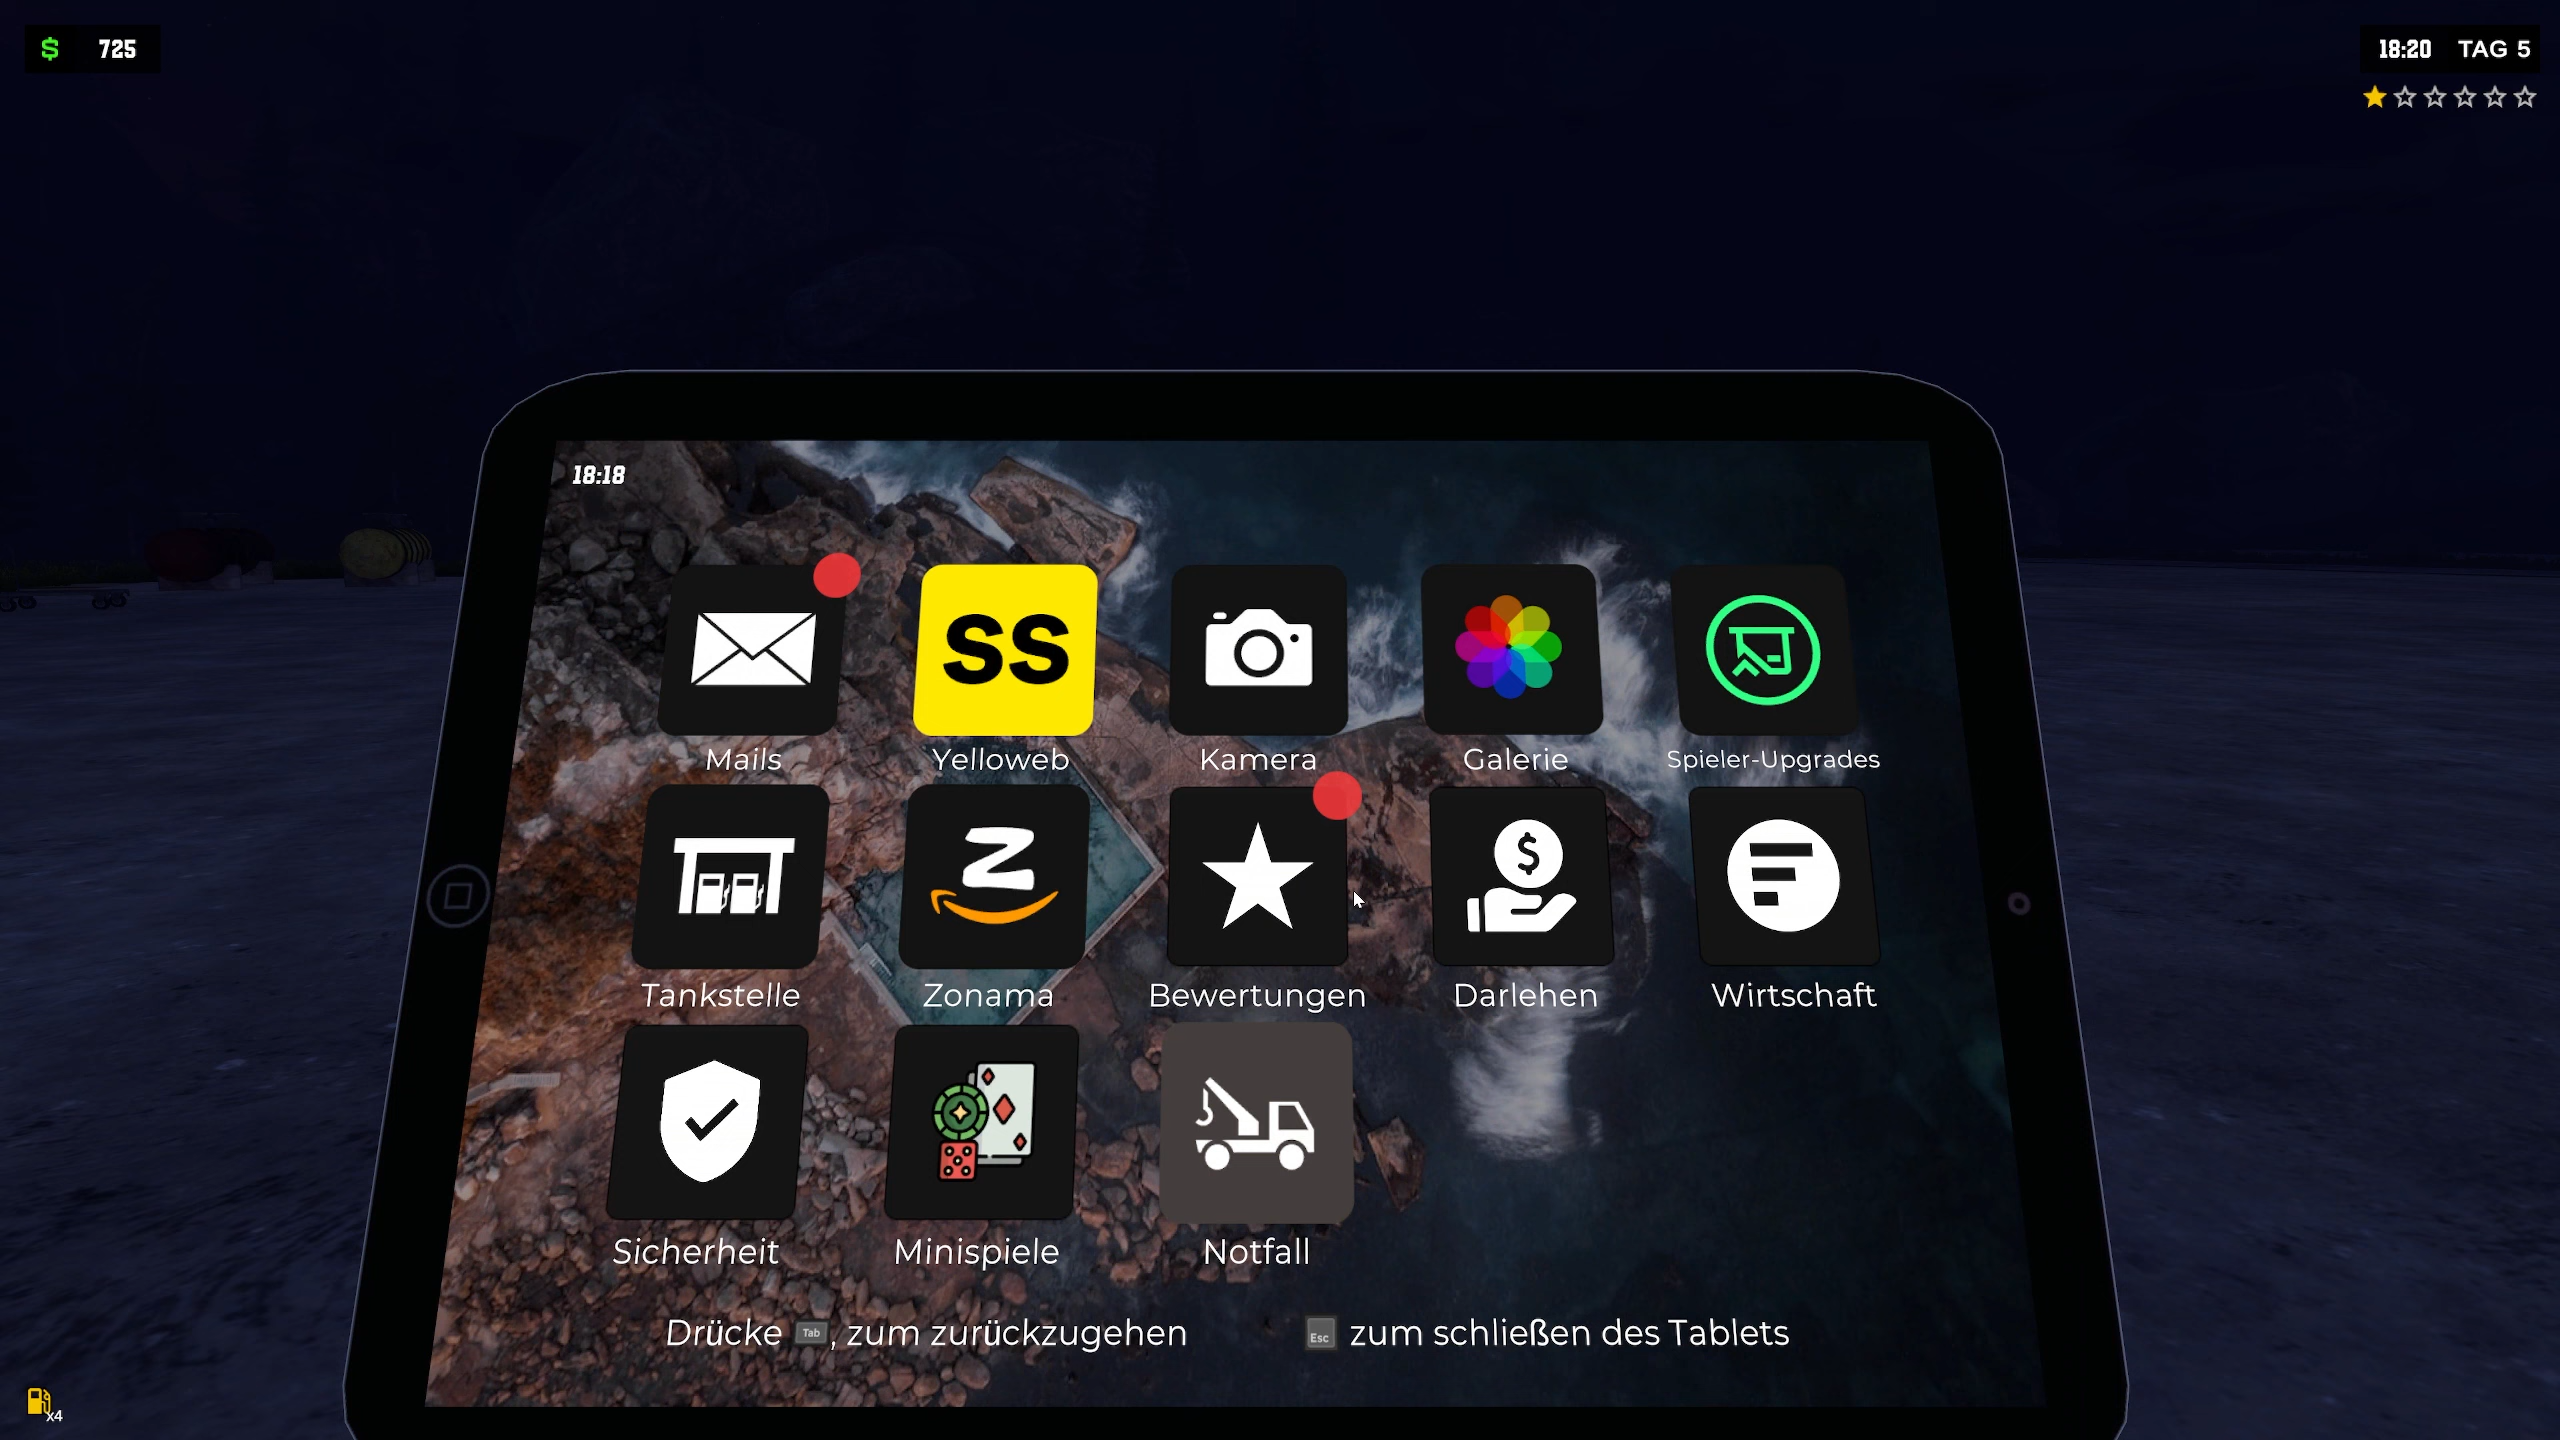 $ 725
18:20 TAG 5
18:18
SS
Mails Yelloweb Kamera Galerie Spieler-Upgrades
Z
$
Tankstelle Zonama Bewertungen Darlehen Wirtschaft
Sicherheit Minispiele Notfall
Drücke Tab, zum zurückzugehen Esc zum schließen des Tablets
x4